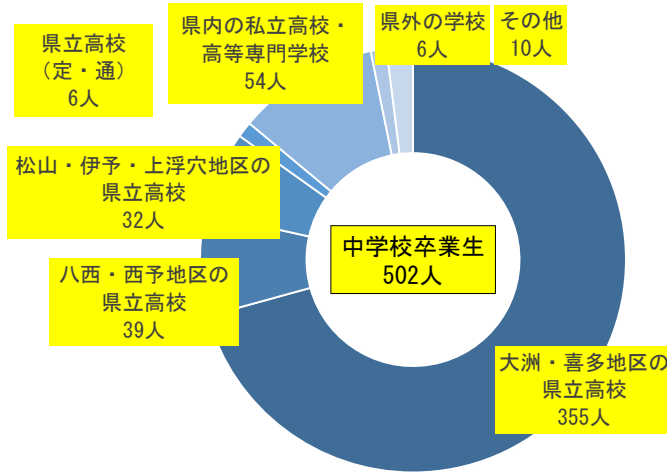 県立高校
（定・通）
6人
県内の私立高校・
高等専門学校
54人
県外の学校
6人
その他
10人
松山・伊予・上浮穴地区の
県立高校
32人
八西・西予地区の
県立高校
39人
中学校卒業生
502人
大洲・喜多地区の
県立高校
355人